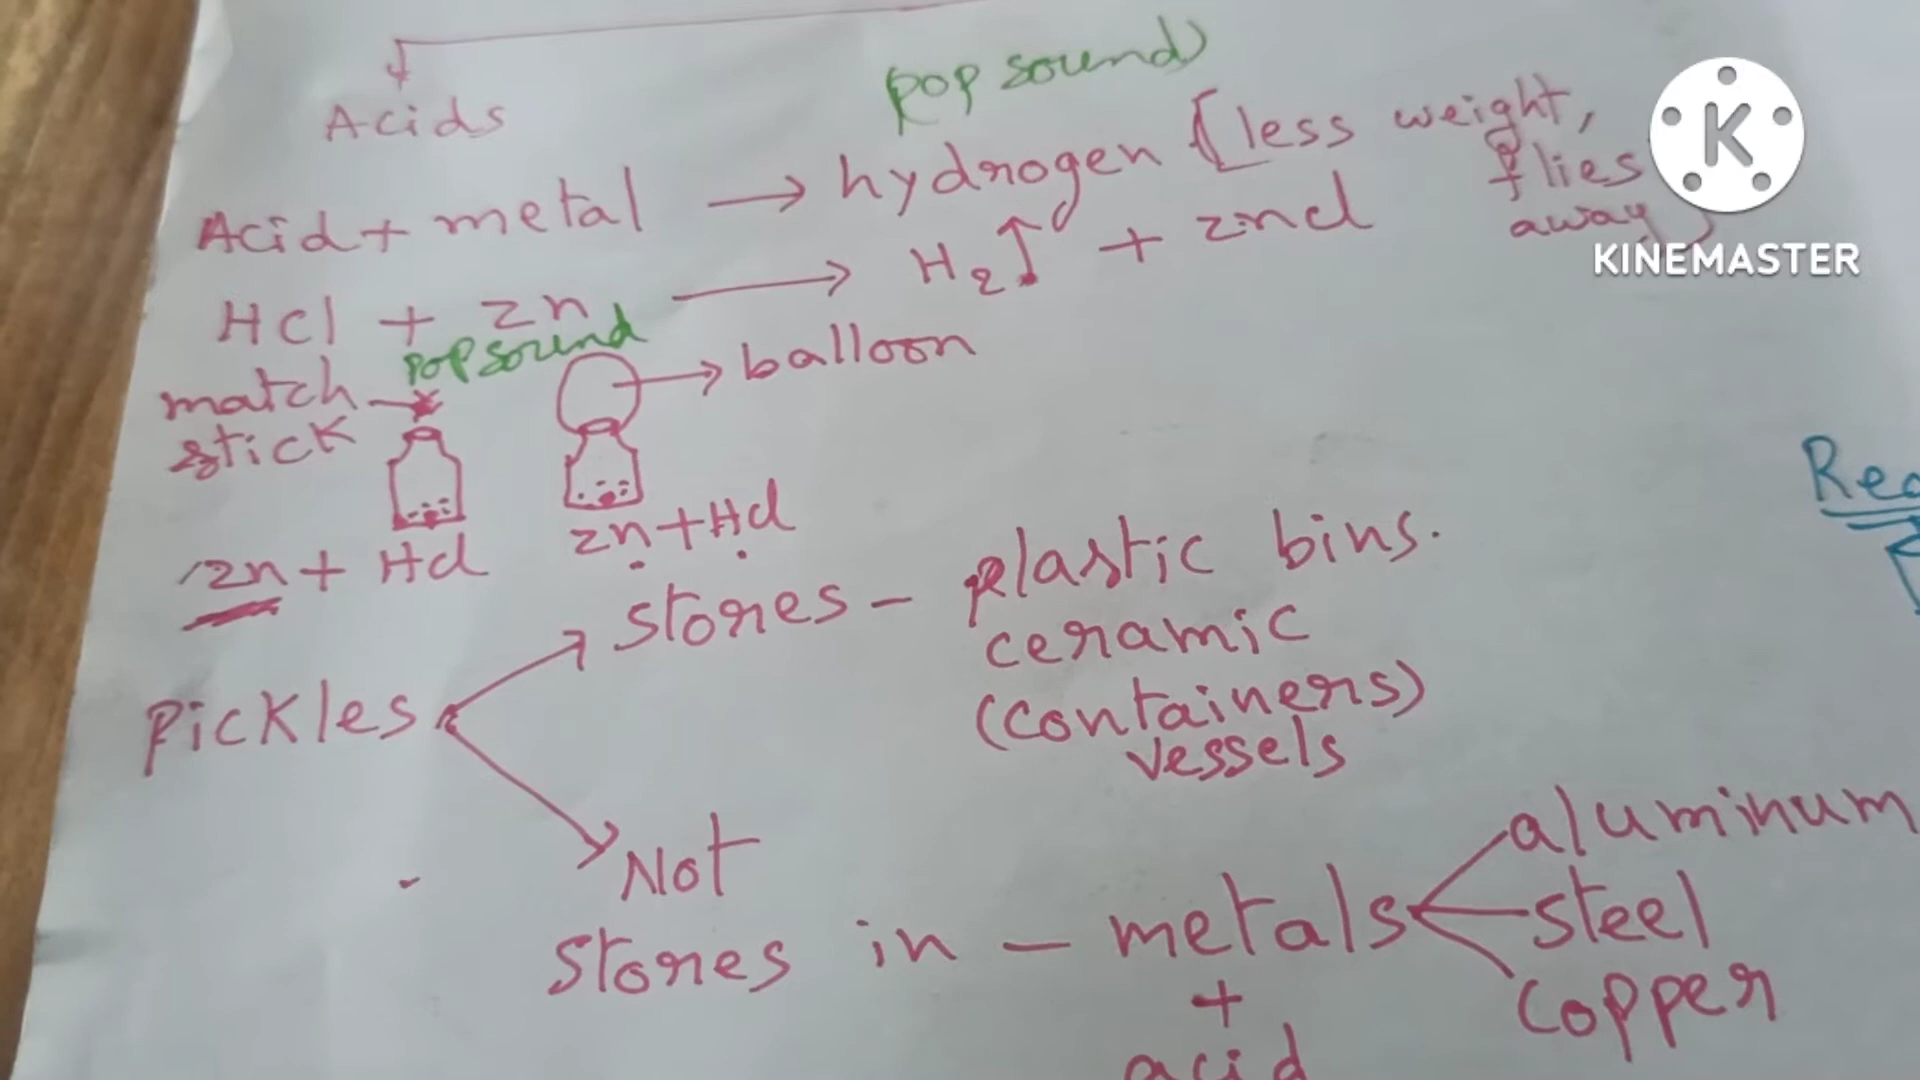 Acids
pop sound
Acid + metal → hydrogen (less weight,
flies
away)
HCl + Zn → H2↑ + zncl
pop sound
match
stick
balloon
zn + Hcl
zn + Hcl
Pickles
stores - plastic bins.
ceramic
(containers)
vessels
Not
stores in - metals
aluminum
steel
copper
+
acid
K
KINEMASTER